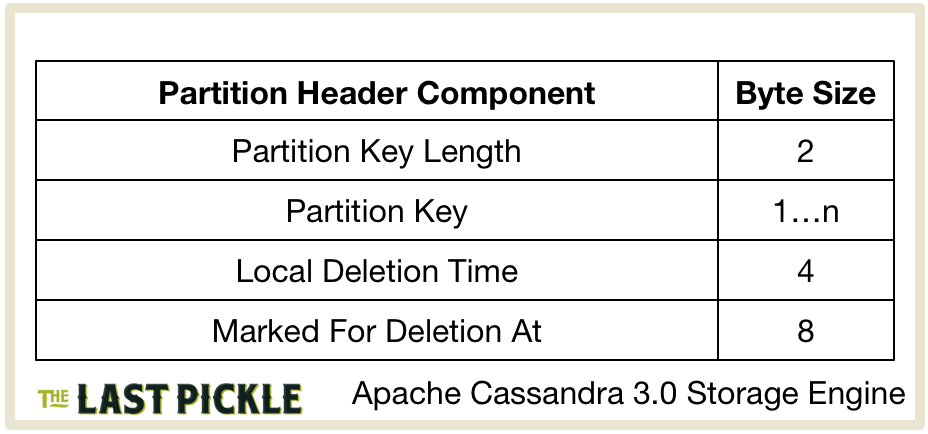 Partition Header Component Byte Size
Partition Key Length 2
Partition Key 1...n
Local Deletion Time 4
Marked For Deletion At 8
THE LAST PICKLE Apache Cassandra 3.0 Storage Engine